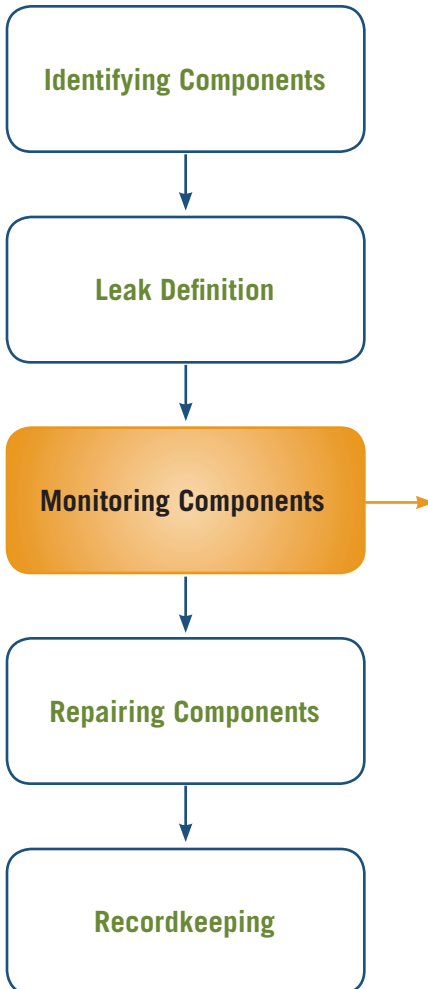 Identifying Components
Leak Definition
Monitoring Components
Repairing Components
Recordkeeping